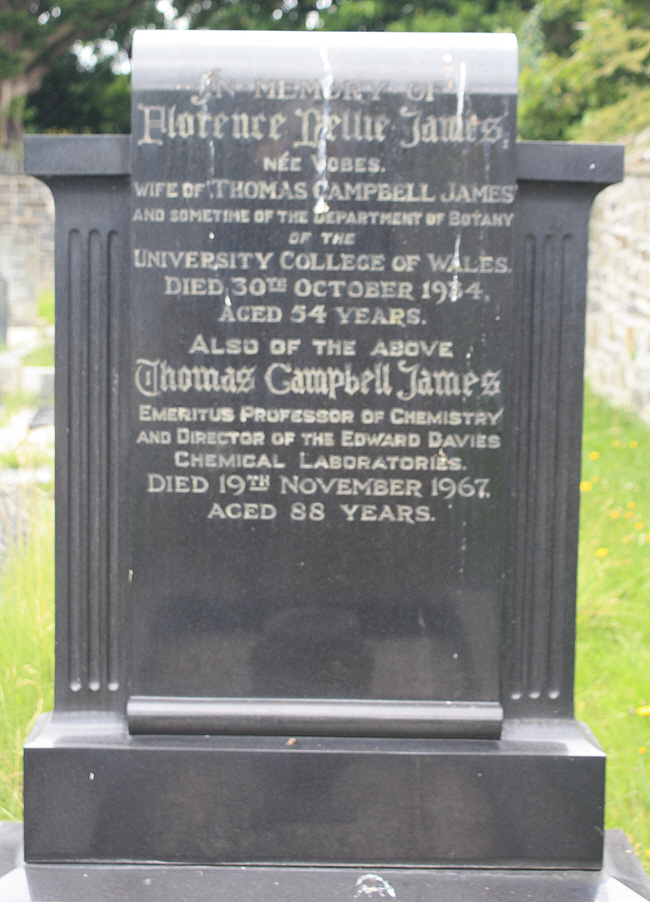 IN MEMORY OF
Florence Nellie James,
NÉE VOBES.
WIFE OF THOMAS CAMPBELL JAMES
AND SOMETIME OF THE DEPARTMENT OF BOTANY
OF THE
UNIVERSITY COLLEGE OF WALES.
DIED 30TH OCTOBER 1934,
AGED 54 YEARS.
ALSO OF THE ABOVE
Thomas Campbell James
EMERITUS PROFESSOR OF CHEMISTRY
AND DIRECTOR OF THE EDWARD DAVIES
CHEMICAL LABORATORIES.
DIED 19TH NOVEMBER 1967,
AGED 88 YEARS.